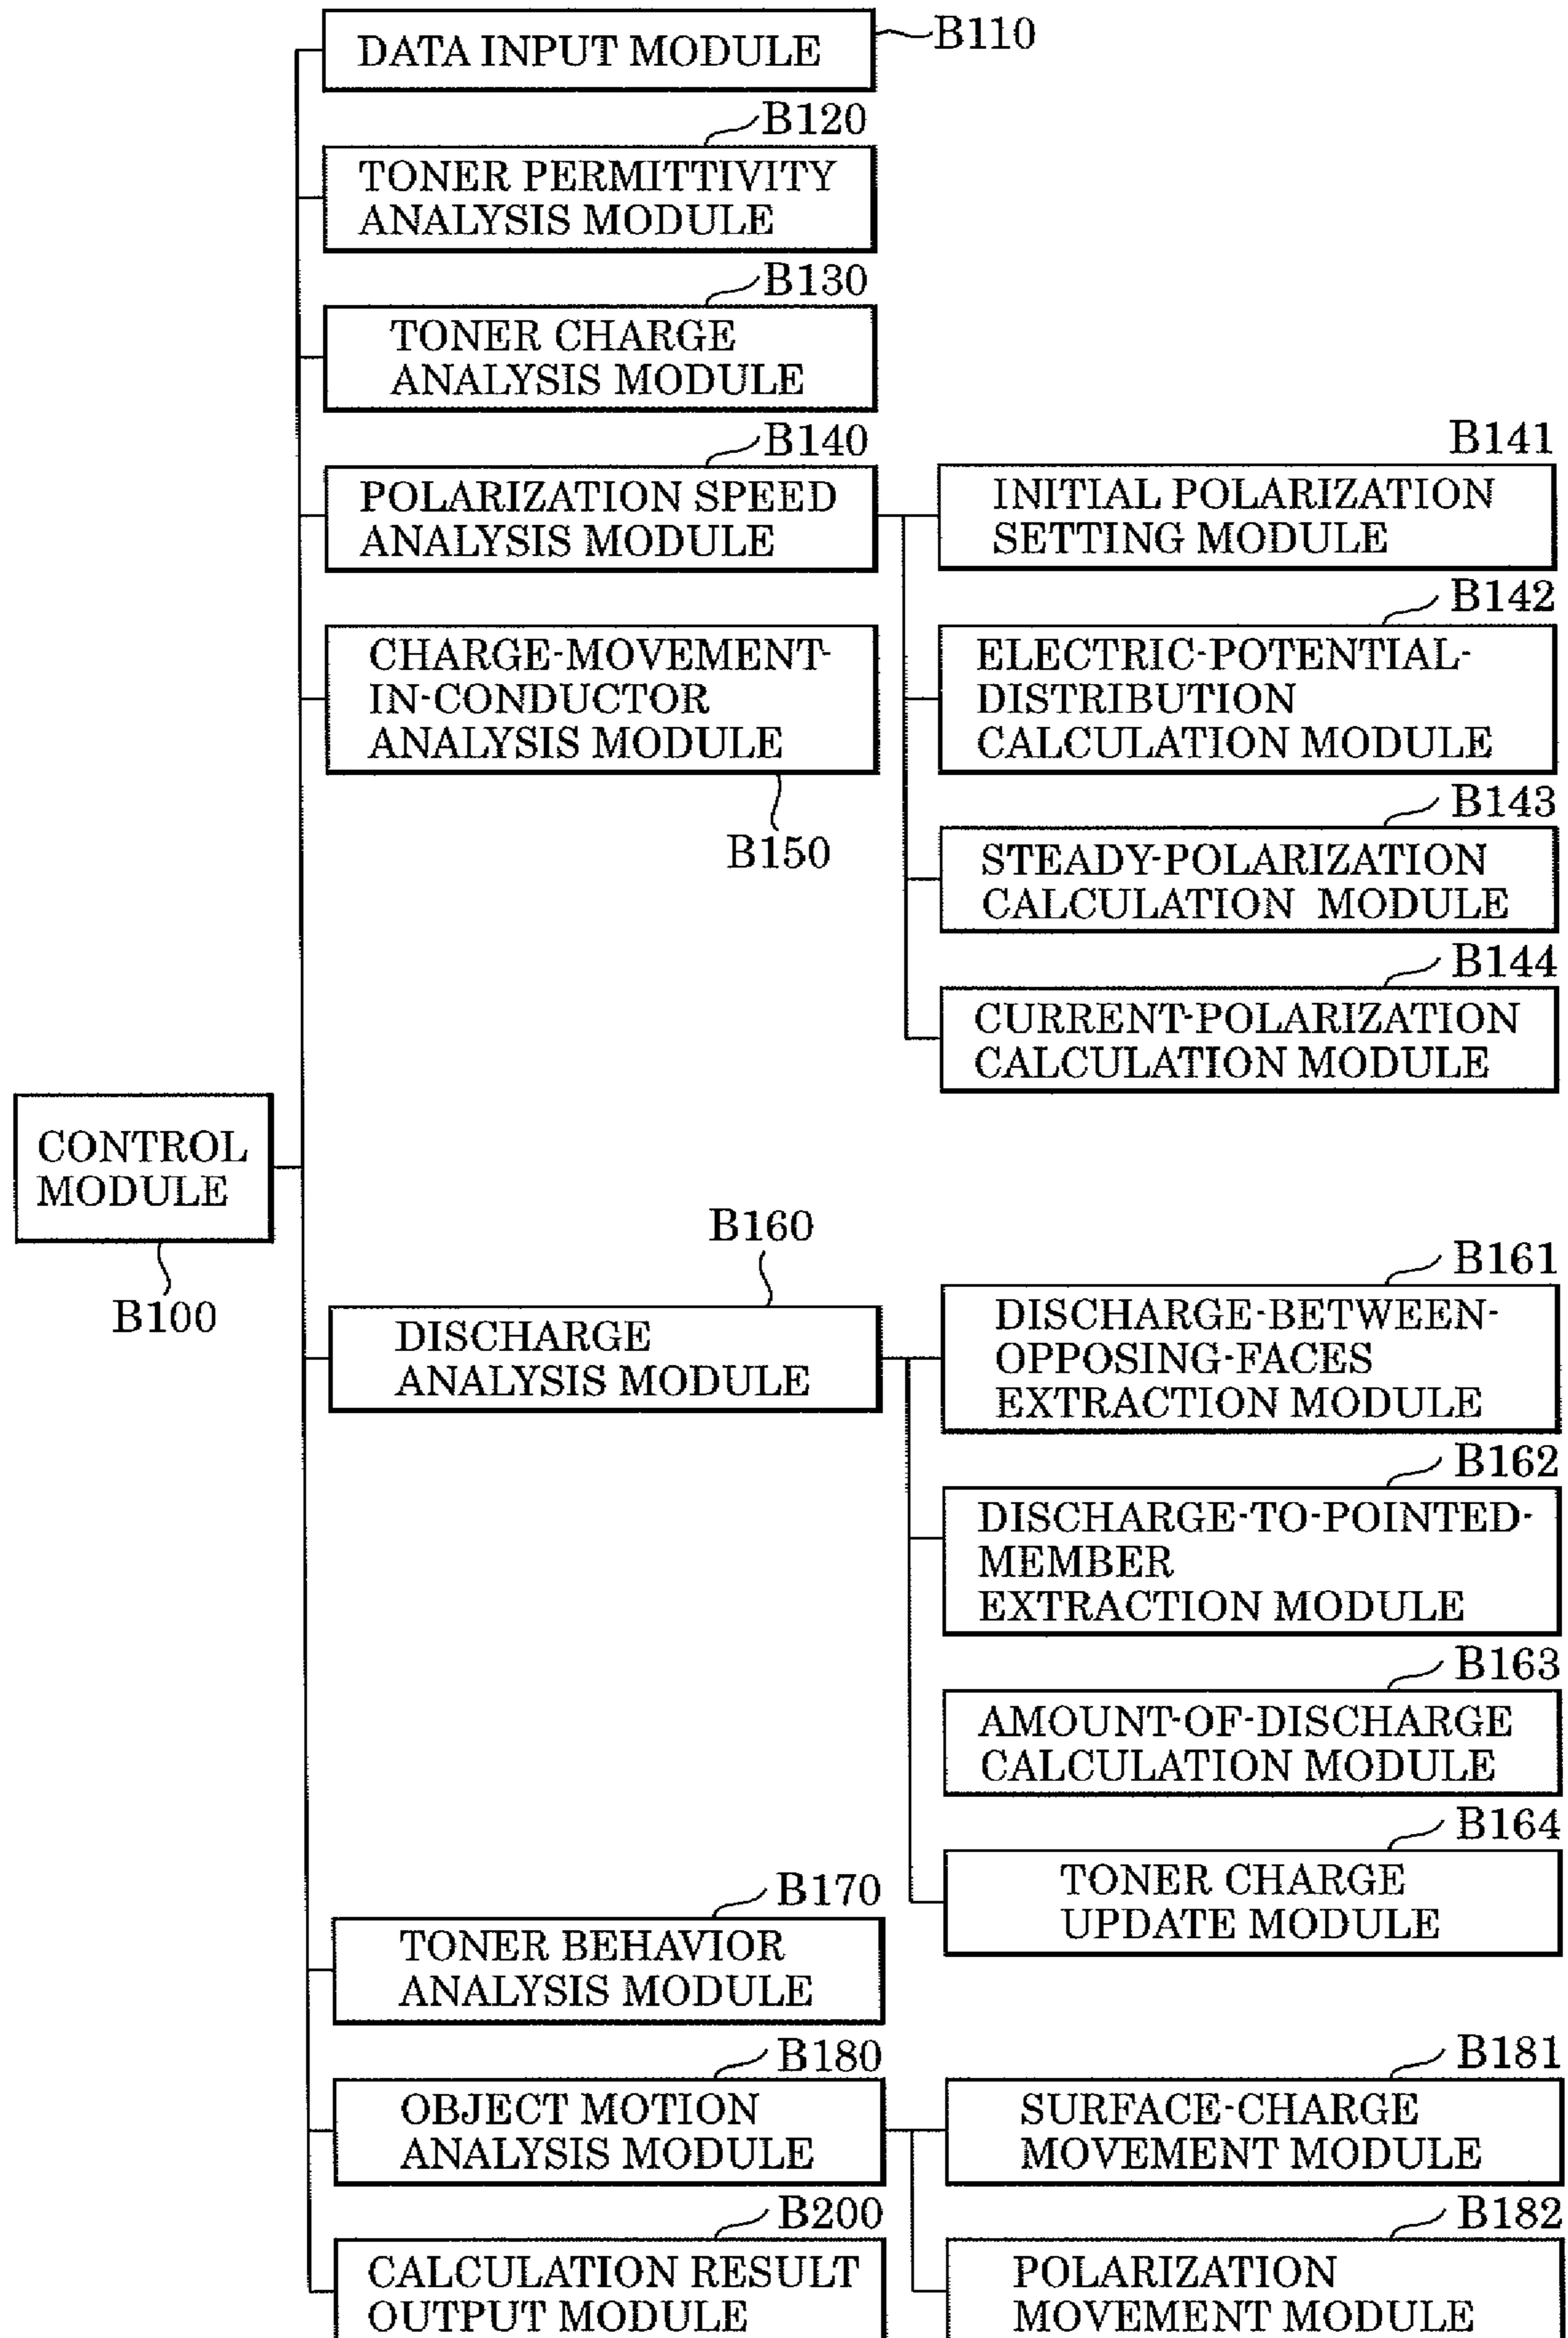 DATA INPUT MODULE
B110
B120
TONER PERMITTIVITY
ANALYSIS MODULE
B130
TONER CHARGE
ANALYSIS MODULE
B140
POLARIZATION SPEED
ANALYSIS MODULE
B141
INITIAL POLARIZATION
SETTING MODULE
CHARGE-MOVEMENT-
IN-CONDUCTOR
ANALYSIS MODULE
B150
B142
ELECTRIC-POTENTIAL-
DISTRIBUTION
CALCULATION MODULE
B143
STEADY-POLARIZATION
CALCULATION MODULE
B144
CURRENT-POLARIZATION
CALCULATION MODULE
CONTROL
MODULE
B100
B160
DISCHARGE
ANALYSIS MODULE
B161
DISCHARGE-BETWEEN-
OPPOSING-FACES
EXTRACTION MODULE
B162
DISCHARGE-TO-POINTED-
MEMBER
EXTRACTION MODULE
B163
AMOUNT-OF-DISCHARGE
CALCULATION MODULE
B164
TONER CHARGE
UPDATE MODULE
B170
TONER BEHAVIOR
ANALYSIS MODULE
B180
OBJECT MOTION
ANALYSIS MODULE
B181
SURFACE-CHARGE
MOVEMENT MODULE
B200
CALCULATION RESULT
OUTPUT MODULE
B182
POLARIZATION
MOVEMENT MODULE